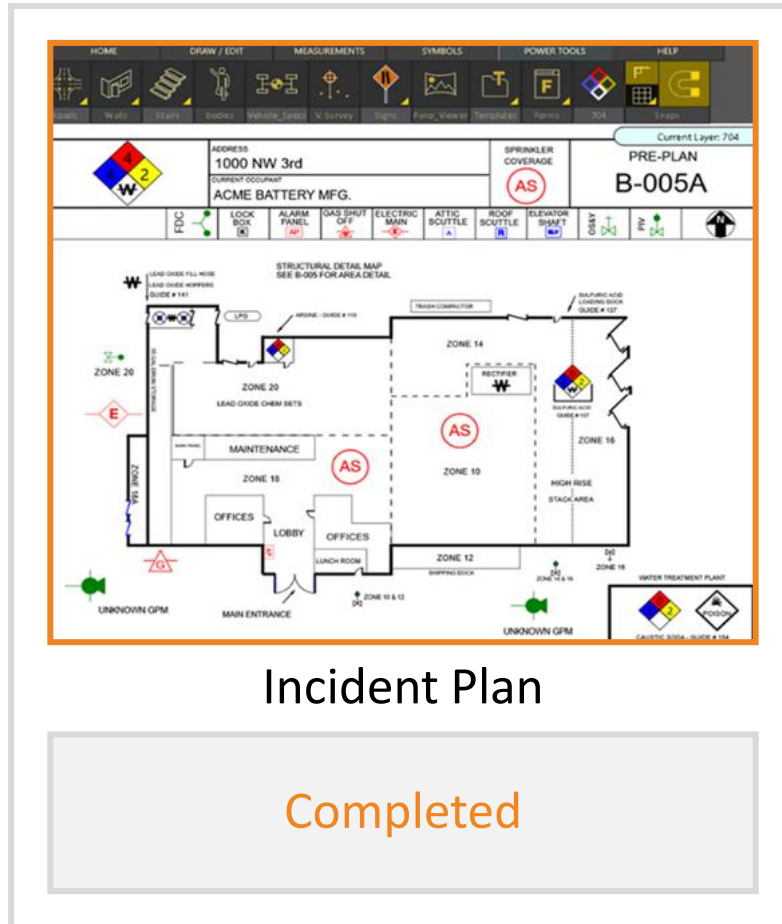 HOME DRAW / EDIT MEASUREMENTS SYMBOLS POWER TOOLS HELP
Walls Stairs Bodies Vehicle_Specs V. Survey Signs Pano_Viewer Templates Forms 704 Snaps
Current Layer: 704
4
4 2
W
ADDRESS
1000 NW 3rd
CURRENT OCCUPANT
ACME BATTERY MFG.
SPRINKLER
COVERAGE
AS
PRE-PLAN
B-005A
FDC
LOCK
BOX
K
ALARM
PANEL
AP
GAS SHUT
OFF
G
ELECTRIC
MAIN
E
ATTIC
SCUTTLE
A
ROOF
SCUTTLE
R
ELEVATOR
SHAFT
ELV
OS&Y
PIV
N
STRUCTURAL DETAIL MAP
SEE B-005 FOR AREA DETAIL
W
LEAD OXIDE FILL HOSE
LEAD OXIDE HOPPERS
GUIDE # 141
W
LPG
ARSINE - GUIDE # 119
TRASH COMPACTOR
SULFURIC ACID
LOADING DOCK
GUIDE # 137
ZONE 14
ZONE 20
E
ZONE 20
LEAD OXIDE CHEM SETS
RECTIFIER
W
2
W
SULFURIC ACID
GUIDE # 137
AS
ZONE 16
MAINTENANCE
AS
ZONE 18A
ZONE 18
ZONE 10
HIGH RISE
STACK AREA
OFFICES
LOBBY
OFFICES
LUNCH ROOM
G
ZONE 12
SHIPPING DOCK
ZONE 14 & 16
ZONE 16
ZONE 10 & 12
UNKNOWN GPM
MAIN ENTRANCE
UNKNOWN GPM
WATER TREATMENT PLANT
2
POISON
CAUSTIC SODA - GUIDE # 154
Incident Plan
Completed